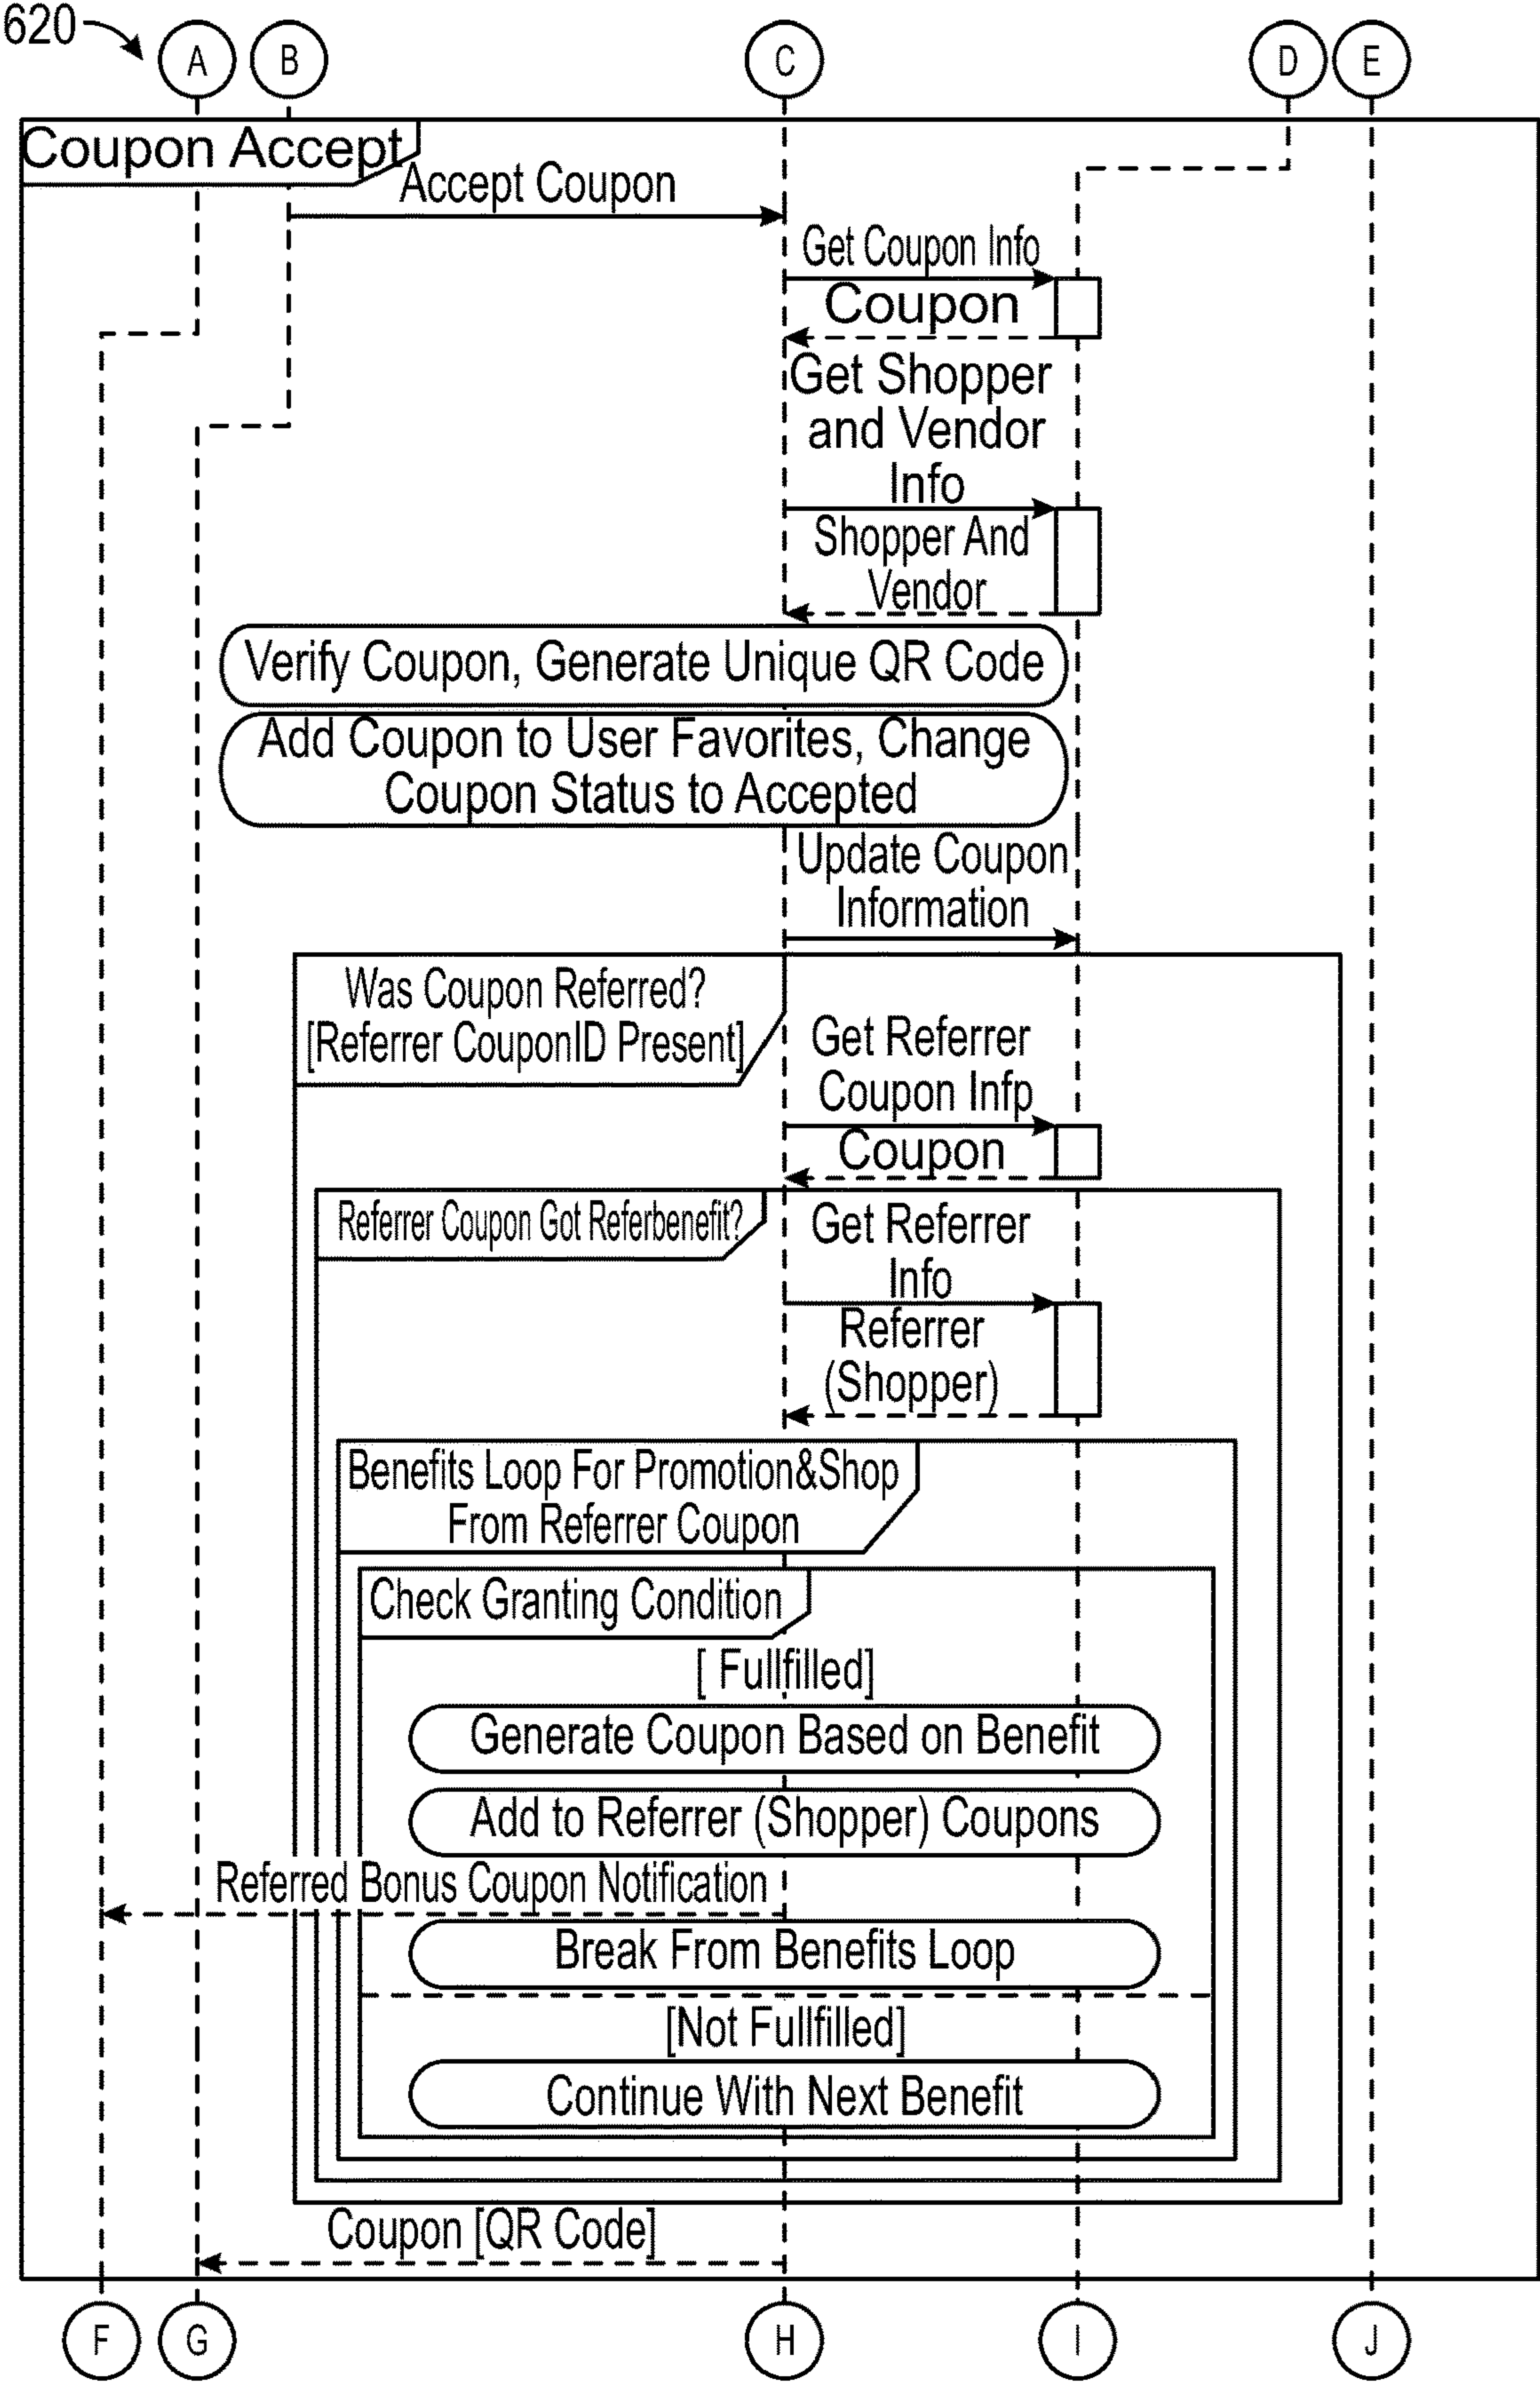 620
A
B
C
D
E
Coupon Accept
Accept Coupon
Get Coupon Info
Coupon
Get Shopper
and Vendor
Info
Shopper And
Vendor
Verify Coupon, Generate Unique QR Code
Add Coupon to User Favorites, Change
Coupon Status to Accepted
Update Coupon
Information
Was Coupon Referred?
[Referrer CouponID Present]
Get Referrer
Coupon Infp
Coupon
Referrer Coupon Got Referbenefit?
Get Referrer
Info
Referrer
(Shopper)
Benefits Loop For Promotion&Shop
From Referrer Coupon
Check Granting Condition
[ Fullfilled]
Generate Coupon Based on Benefit
Add to Referrer (Shopper) Coupons
Referred Bonus Coupon Notification
Break From Benefits Loop
[Not Fullfilled]
Continue With Next Benefit
Coupon [QR Code]
F
G
H
I
J